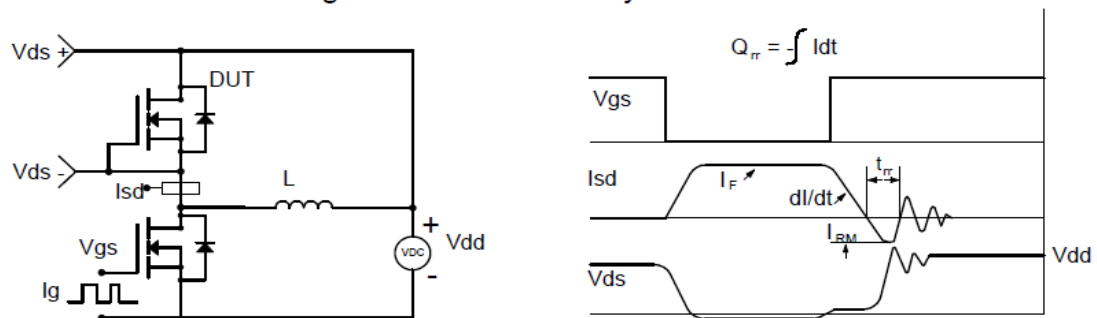 Vds +
DUT
Vds -
Isd
L
Vgs
+
VDC
Vdd
-
Ig
Qrr = -∫ Idt
Vgs
Isd
IF
dI/dt
trr
IRM
Vdd
Vds